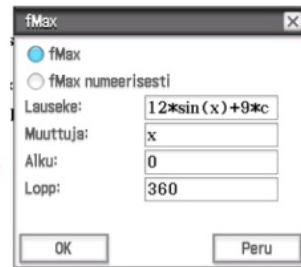 fMax
fMax
fMax numeerisesti
Lauseke: 12*sin(x)+9*c
Muuttuja: x
Alku: 0
Lopp: 360
OK Peru